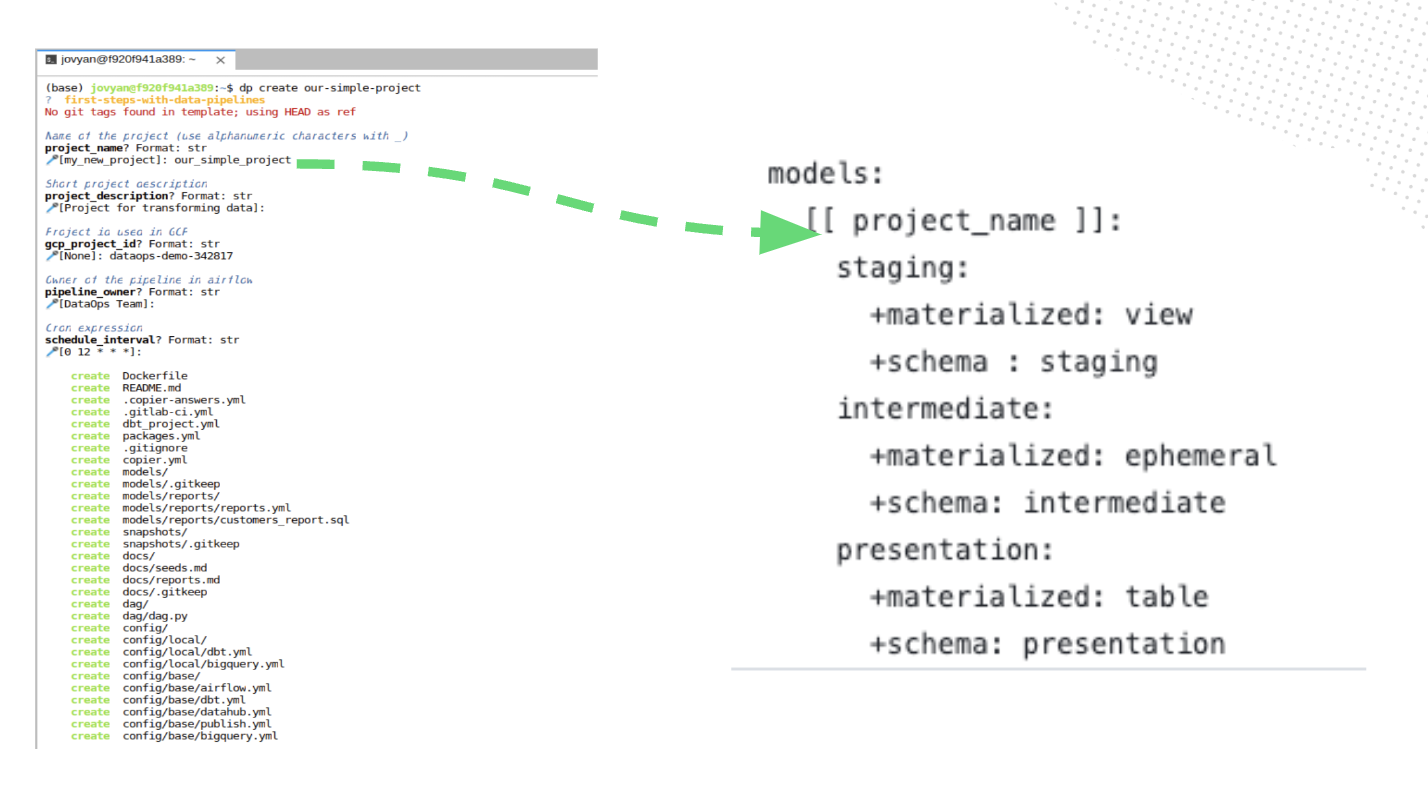 jovyan@f920f941a389: ~
(base) jovyan@f920f941a389:~$ dp create our-simple-project
? first-steps-with-data-pipelines
No git tags found in template; using HEAD as ref
Name of the project (use alphanumeric characters with _)
project_name? Format: str
[my_new_project]: our_simple_project
Short project description
project_description? Format: str
[Project for transforming data]:
Project id used in GCP
gcp_project_id? Format: str
[None]: dataops-demo-342817
Owner of the pipeline in airflow
pipeline_owner? Format: str
[DataOps Team]:
Cron expression
schedule_interval? Format: str
[0 12 * * *]:
create Dockerfile
create README.md
create .copier-answers.yml
create .gitlab-ci.yml
create dbt_project.yml
create packages.yml
create .gitignore
create copier.yml
create models/
create models/.gitkeep
create models/reports/
create models/reports/reports.yml
create models/reports/customers_report.sql
create snapshots/
create snapshots/.gitkeep
create docs/
create docs/seeds.md
create docs/reports.md
create docs/.gitkeep
create dag/
create dag/dag.py
create config/
create config/local/
create config/local/dbt.yml
create config/local/bigquery.yml
create config/base/
create config/base/airflow.yml
create config/base/dbt.yml
create config/base/datahub.yml
create config/base/publish.yml
create config/base/bigquery.yml
models:
[[ project_name ]]:
staging:
+materialized: view
+schema : staging
intermediate:
+materialized: ephemeral
+schema: intermediate
presentation:
+materialized: table
+schema: presentation